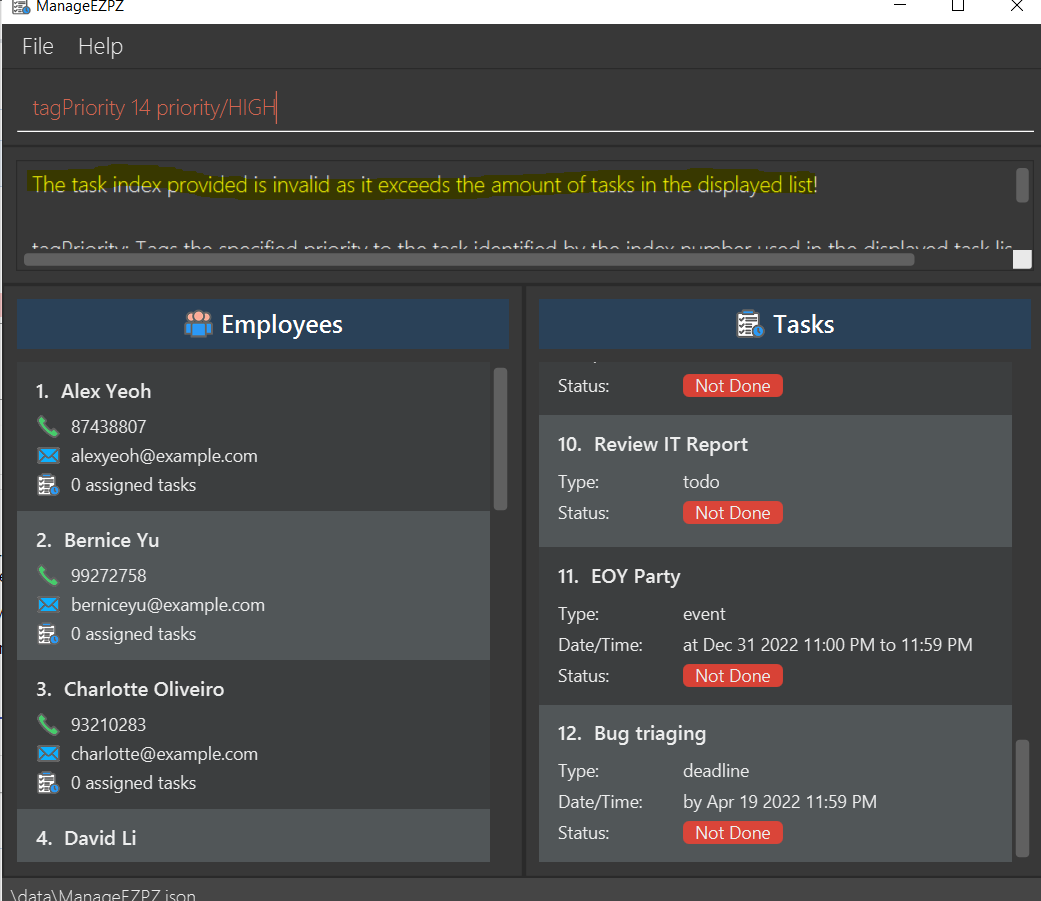 ManageEZPZ
File Help
tagPriority 14 priority/HIGH
The task index provided is invalid as it exceeds the amount of tasks in the displayed list!
tagPriority: Tags the specified priority to the task identified by the index number used in the displayed task lis
Employees
1. Alex Yeoh
87438807
alexyeoh@example.com
0 assigned tasks
2. Bernice Yu
99272758
berniceyu@example.com
0 assigned tasks
3. Charlotte Oliveiro
93210283
charlotte@example.com
0 assigned tasks
4. David Li
Tasks
Status: Not Done
10. Review IT Report
Type: todo
Status: Not Done
11. EOY Party
Type: event
Date/Time: at Dec 31 2022 11:00 PM to 11:59 PM
Status: Not Done
12. Bug triaging
Type: deadline
Date/Time: by Apr 19 2022 11:59 PM
Status: Not Done
\data\ManageEZPZ.json